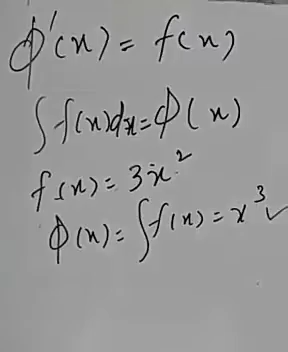 ϕ'(x) = f(x)
∫f(x)dx = ϕ(x)
f(x) = 3x²
ϕ(x) = ∫f(x) = x³ ✓